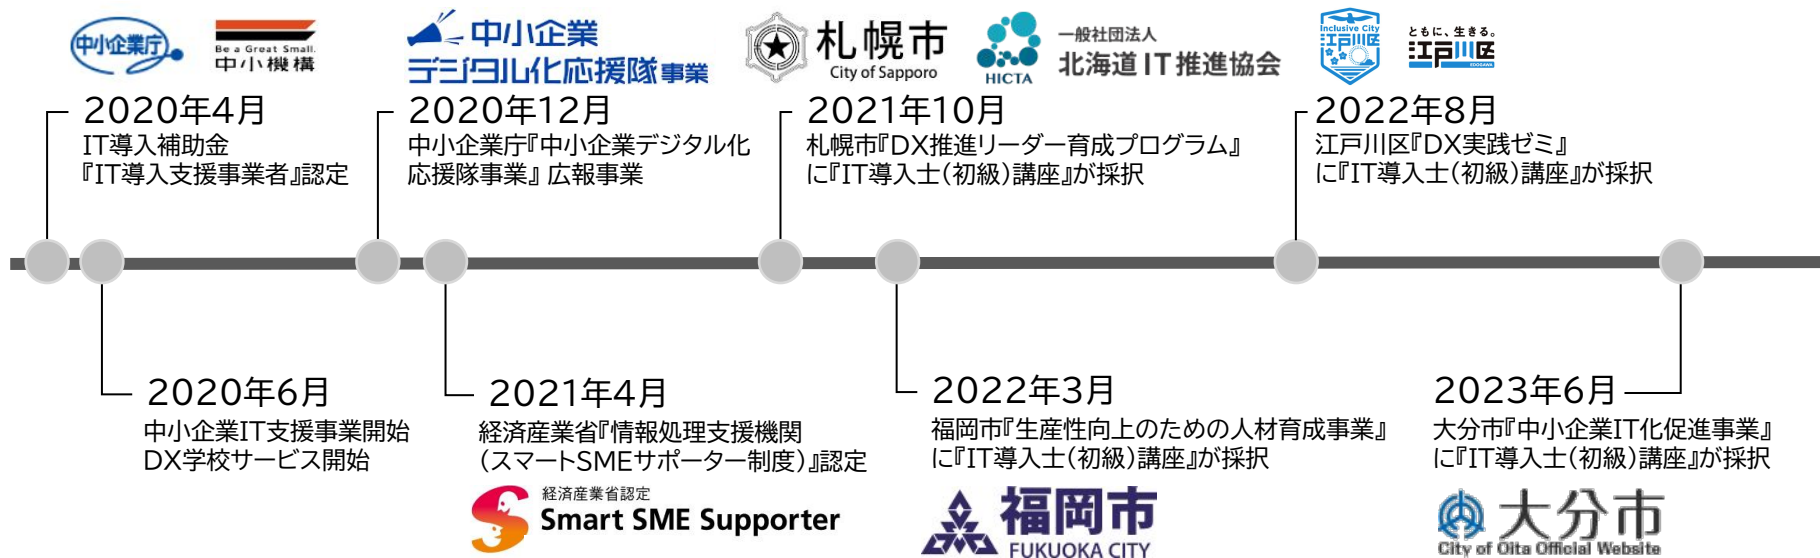 中小企業庁
Be a Great Small.
中小機構
2020年4月
IT導入補助金
『IT導入支援事業者』認定
中小企業
デジタル化応援隊事業
2020年12月
中小企業庁『中小企業デジタル化
応援隊事業』 広報事業
札幌市
City of Sapporo
HICTA
一般社団法人
北海道IT推進協会
2021年10月
札幌市『DX推進リーダー育成プログラム』
に『IT導入士(初級)講座』が採択
Inclusive City
江戸川区
ともに、生きる。
江戸川区
EDOGAWA
2022年8月
江戸川区『DX実践ゼミ』
に『IT導入士(初級)講座』が採択
2020年6月
中小企業IT支援事業開始
DX学校サービス開始
2021年4月
経済産業省『情報処理支援機関
(スマートSMEサポーター制度)』認定
経済産業省認定
Smart SME Supporter
2022年3月
福岡市『生産性向上のための人材育成事業』
に『IT導入士(初級)講座』が採択
福岡市
FUKUOKA CITY
2023年6月
大分市『中小企業IT化促進事業』
に『IT導入士(初級)講座』が採択
大分市
City of Oita Official Website